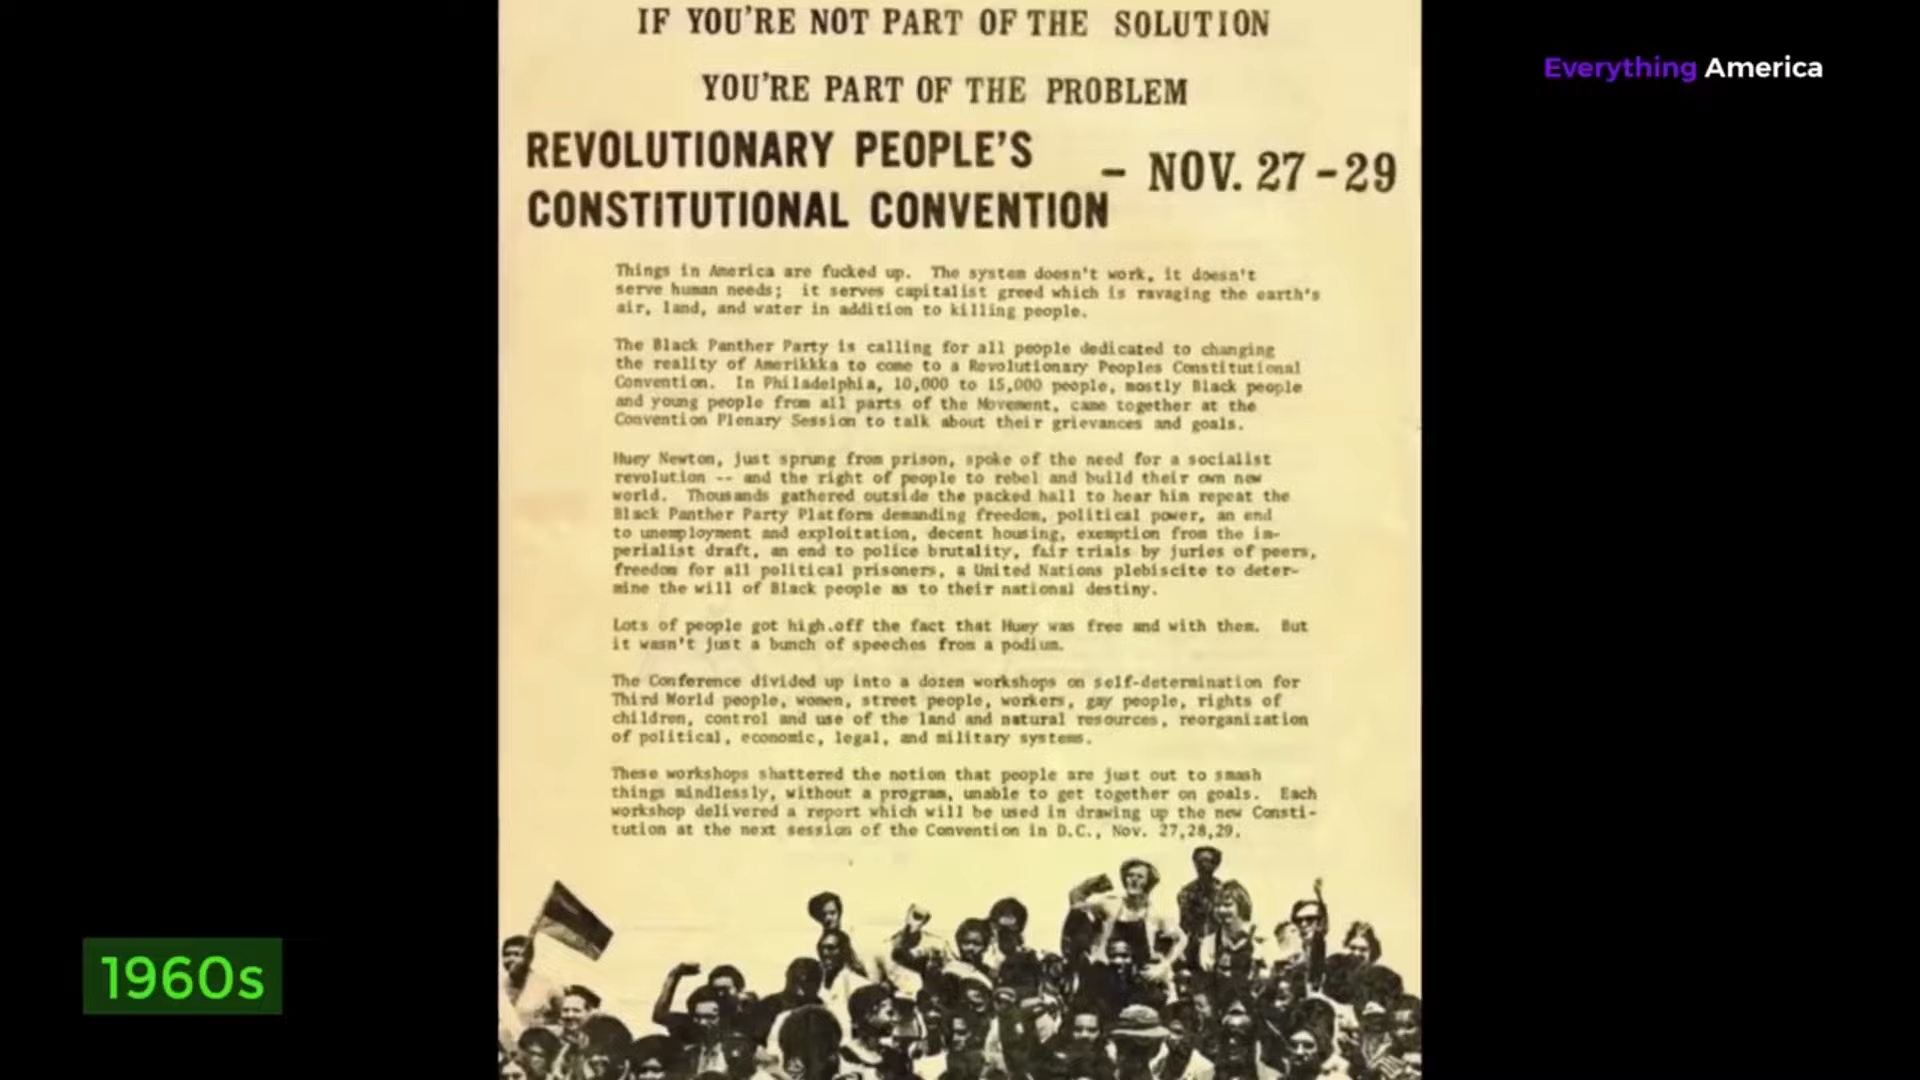 IF YOU'RE NOT PART OF THE SOLUTION
YOU'RE PART OF THE PROBLEM
REVOLUTIONARY PEOPLE'S
CONSTITUTIONAL CONVENTION
- NOV. 27-29
Everything America
Things in America are fucked up. The system doesn't work, it doesn't
serve human needs; it serves capitalist greed which is ravaging the earth's
air, land, and water in addition to killing people.
The Black Panther Party is calling for all people dedicated to changing
the reality of Amerikkka to come to a Revolutionary Peoples Constitutional
Convention. In Philadelphia, 10,000 to 15,000 people, mostly Black people
and young people from all parts of the Movement, came together at the
Convention Plenary Session to talk about their grievances and goals.
Huey Newton, just sprung from prison, spoke of the need for a socialist
revolution -- and the right of people to rebel and build their own new
world. Thousands gathered outside the packed hall to hear him repeat the
Black Panther Party Platform demanding freedom, political power, an end
to unemployment and exploitation, decent housing, exemption from the im-
perialist draft, an end to police brutality, fair trials by juries of peers,
freedom for all political prisoners, a United Nations plebiscite to deter-
mine the will of Black people as to their national destiny.
Lots of people got high.off the fact that Huey was free and with them. But
it wasn't just a bunch of speeches from a podium.
The Conference divided up into a dozen workshops on self-determination for
Third World people, women, street people, workers, gay people, rights of
children, control and use of the land and natural resources, reorganization
of political, economic, legal, and military systems.
These workshops shattered the notion that people are just out to smash
things mindlessly, without a program, unable to get together on goals. Each
workshop delivered a report which will be used in drawing up the new Consti-
tution at the next session of the Convention in D.C., Nov. 27,28,29.
1960s